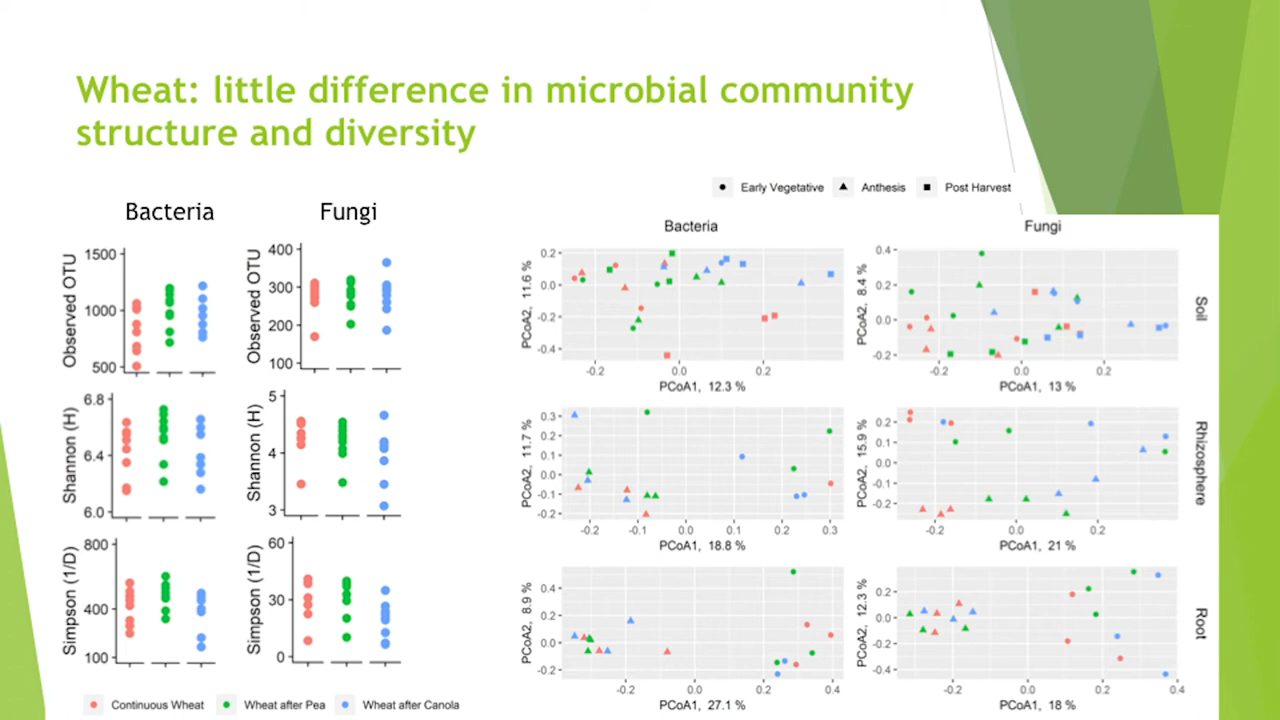 Wheat: little difference in microbial community
structure and diversity
Bacteria
Fungi
Observed OTU
1500
1000
500
Observed OTU
400
300
200
100
Shannon (H)
6.8
6.4
6.0
Shannon (H)
5
4
3
Simpson (1/D)
800
400
100
Simpson (1/D)
60
30
0
Continuous Wheat
Wheat after Pea
Wheat after Canola
Early Vegetative
Anthesis
Post Harvest
Bacteria
Fungi
PCoA2, 11.6 %
0.2
0.0
-0.2
-0.4
-0.2
0.0
0.2
PCoA1, 12.3 %
PCoA2, 8.4 %
0.4
0.2
0.0
-0.2
-0.2
0.0
0.2
PCoA1, 13 %
Soil
PCoA2, 11.7 %
0.3
0.2
0.1
0.0
-0.1
-0.2
-0.2
-0.1
0.0
0.1
0.2
0.3
PCoA1, 18.8 %
PCoA2, 15.9 %
0.2
0.1
0.0
-0.1
-0.2
-0.2
0.0
0.2
PCoA1, 21 %
Rhizosphere
PCoA2, 8.9 %
0.4
0.2
0.0
-0.2
-0.2
0.0
0.2
0.4
PCoA1, 27.1 %
PCoA2, 12.3 %
0.2
0.0
-0.2
-0.4
-0.2
0.0
0.2
0.4
PCoA1, 18 %
Root